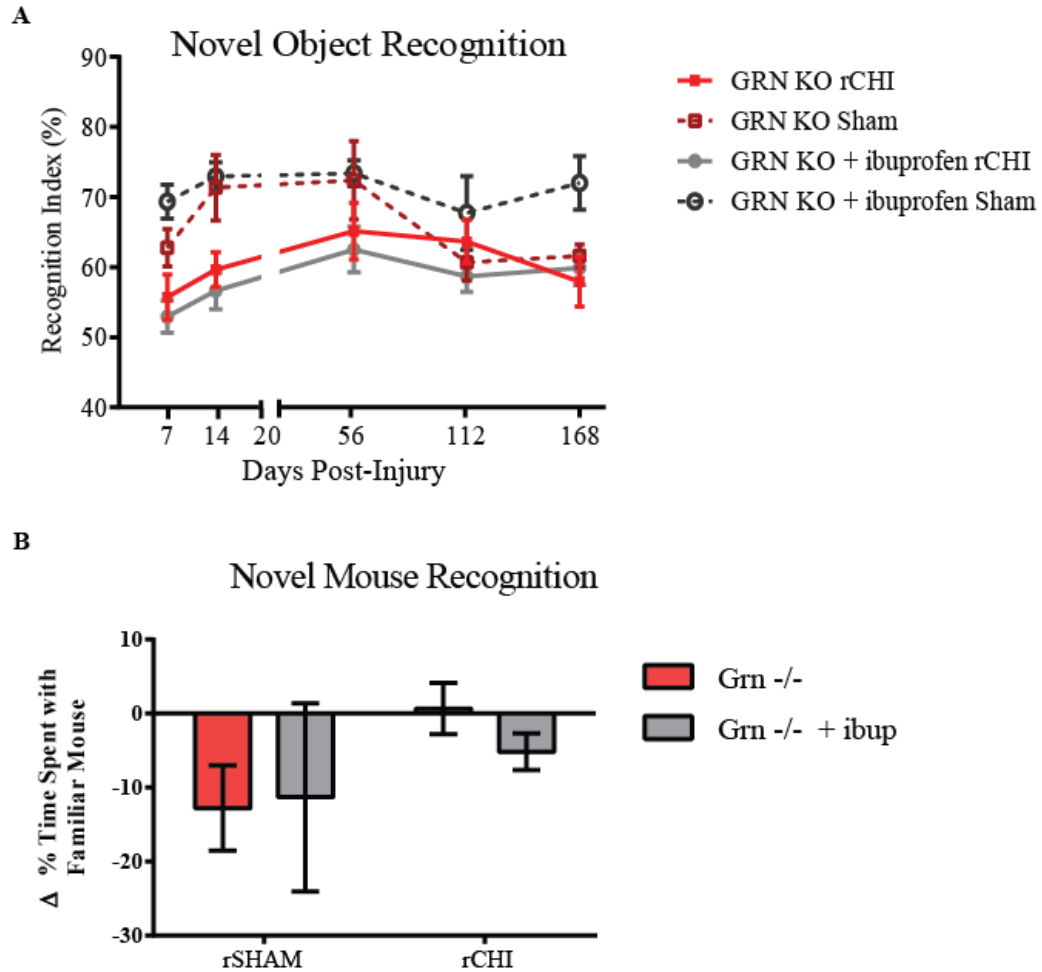 A
Novel Object Recognition
90
80
70
60
50
40
Recognition Index (%)
7 14 20 56 112 168
Days Post-Injury
GRN KO rCHI
GRN KO Sham
GRN KO + ibuprofen rCHI
GRN KO + ibuprofen Sham
B
Novel Mouse Recognition
10
0
-10
-20
-30
Δ % Time Spent with
Familiar Mouse
rSHAM rCHI
Grn -/-
Grn -/- + ibup